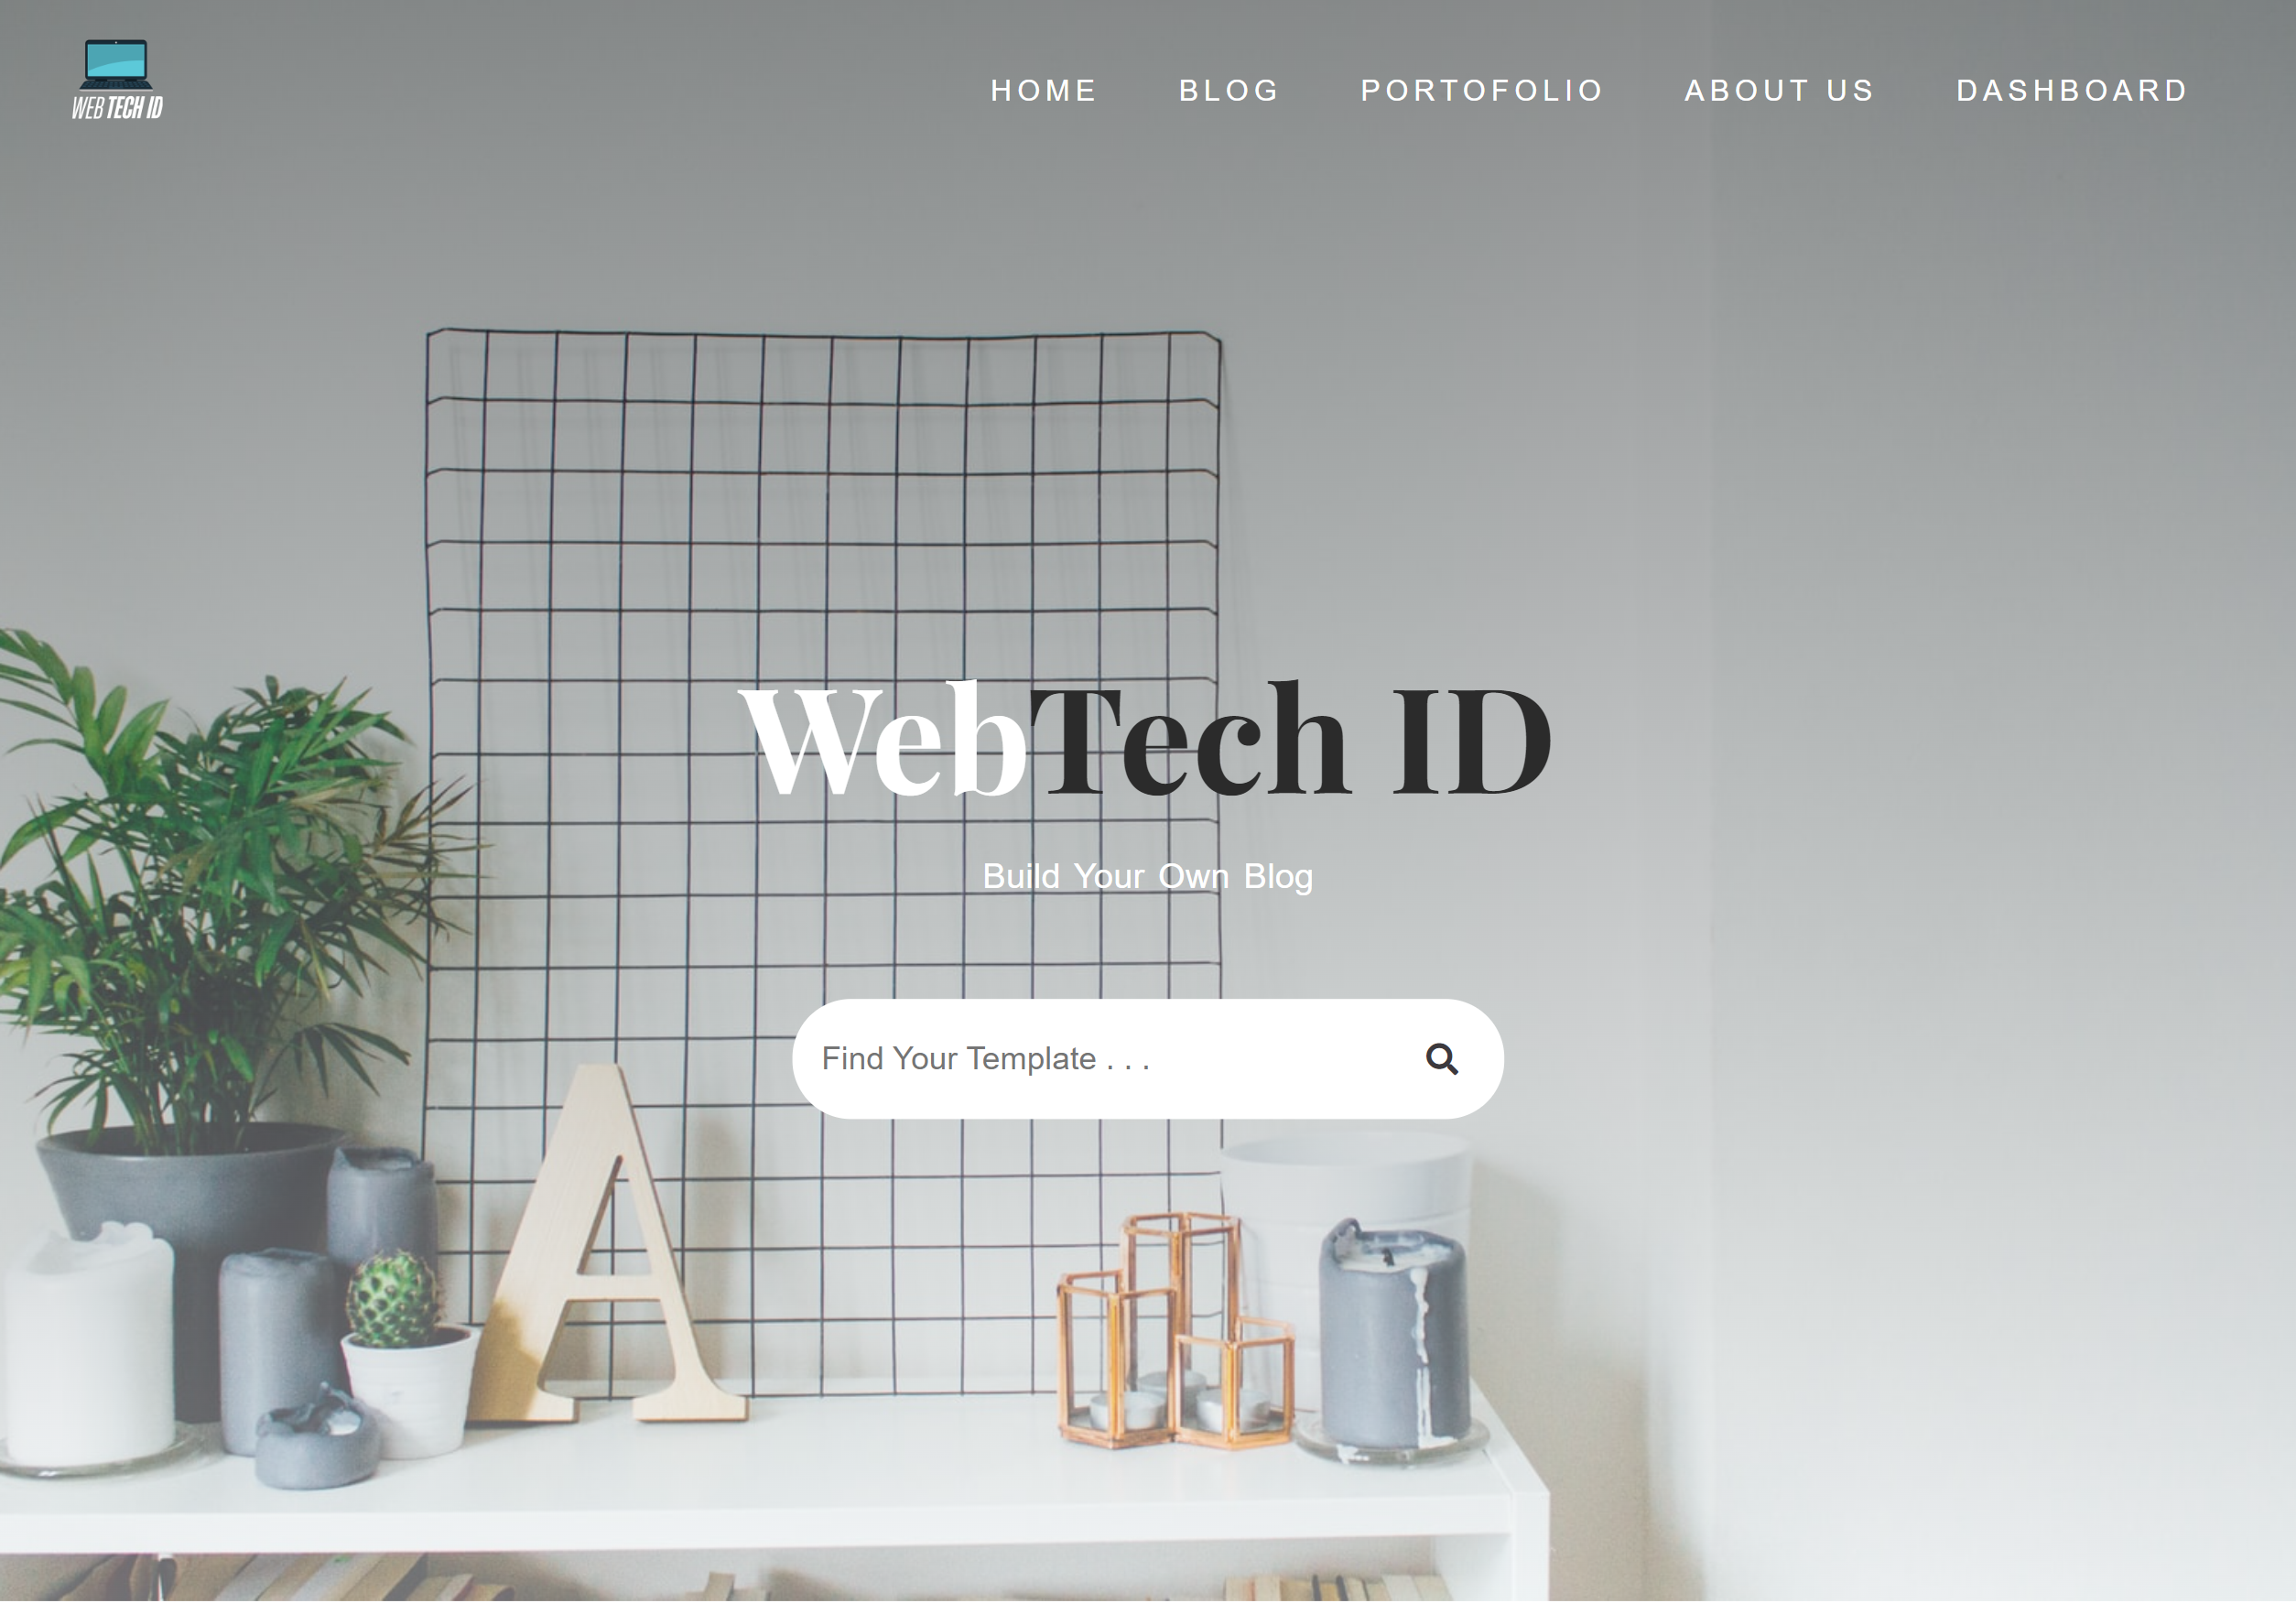 WEB TECH ID
HOME BLOG PORTOFOLIO ABOUT US DASHBOARD
WebTech ID
Build Your Own Blog
Find Your Template . . .
A